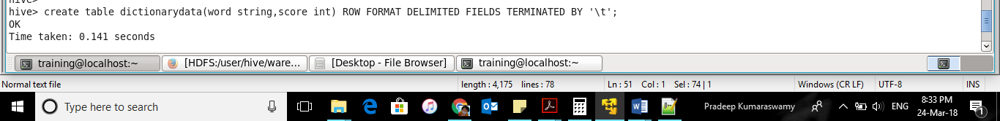 hive>
hive> create table dictionarydata(word string,score int) ROW FORMAT DELIMITED FIELDS TERMINATED BY '\t';
OK
Time taken: 0.141 seconds
training@localhost:~ [HDFS:/user/hive/ware... [Desktop - File Browser] training@localhost:~
Normal text file length : 4,175 lines : 78 Ln : 51 Col : 1 Sel : 74 | 1 Windows (CR LF) UTF-8 INS
Type here to search Pradeep Kumaraswamy ENG 8:33 PM
24-Mar-18 1